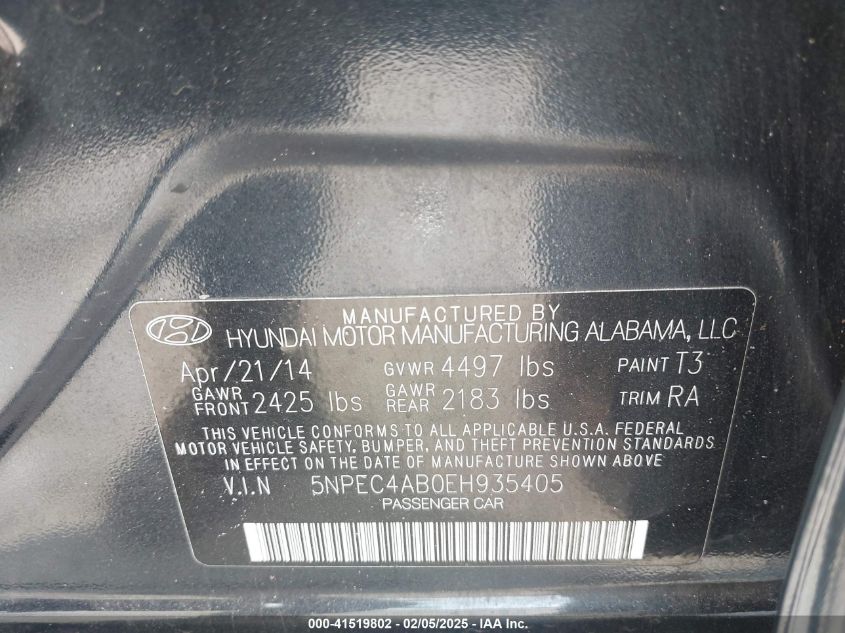 MANUFACTURED BY
HYUNDAI MOTOR MANUFACTURING ALABAMA, LLC
Apr/21/14 GVWR 4497 lbs PAINT T3
GAWR FRONT 2425 lbs GAWR REAR 2183 lbs TRIM RA
THIS VEHICLE CONFORMS TO ALL APPLICABLE U.S.A. FEDERAL
MOTOR VEHICLE SAFETY, BUMPER, AND THEFT PREVENTION STANDARDS
IN EFFECT ON THE DATE OF MANUFACTURE SHOWN ABOVE
V.I.N 5NPEC4AB0EH935405
PASSENGER CAR
000-41519802 - 02/05/2025 - IAA Inc.